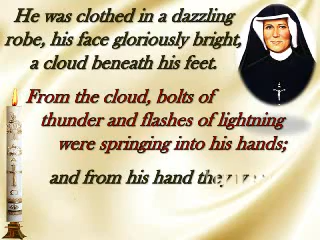 He was clothed in a dazzling
robe, his face gloriously bright,
a cloud beneath his feet.
From the cloud, bolts of
thunder and flashes of lightning
were springing into his hands;
and from his hand they